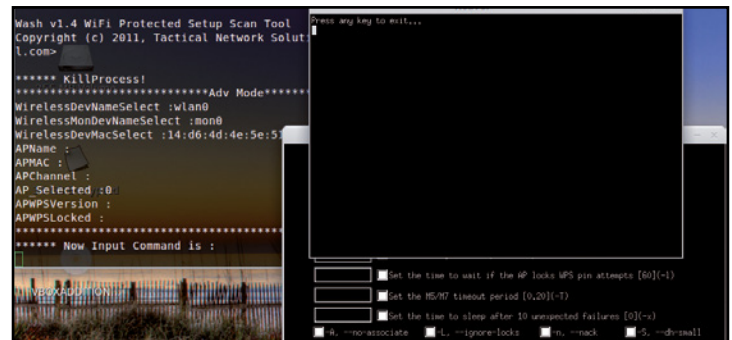 Wash v1.4 WiFi Protected Setup Scan Tool
Copyright (c) 2011, Tactical Network Soluti
l.com>
****** KillProcess!
***************************Adv Mode******
WirelessDevNameSelect :wlan0
WirelessMonDevNameSelect :mon0
WirelessDevMacSelect :14:d6:4d:4e:5e:51
APName :
APMAC :
APChannel :
AP_Selected :0
APWPSVersion :
APWPSLocked :
****** Now Input Command is :
VBOXADDITION
Press any key to exit...
Set the time to wait if the AP locks WPS pin attempts [60](-l)
Set the M5/M7 timeout period [0.20](-T)
Set the time to sleep after 10 unexpected failures [0](-x)
-A. --no-associate -L. --ignore-locks -n. --nack -S. --dh-small